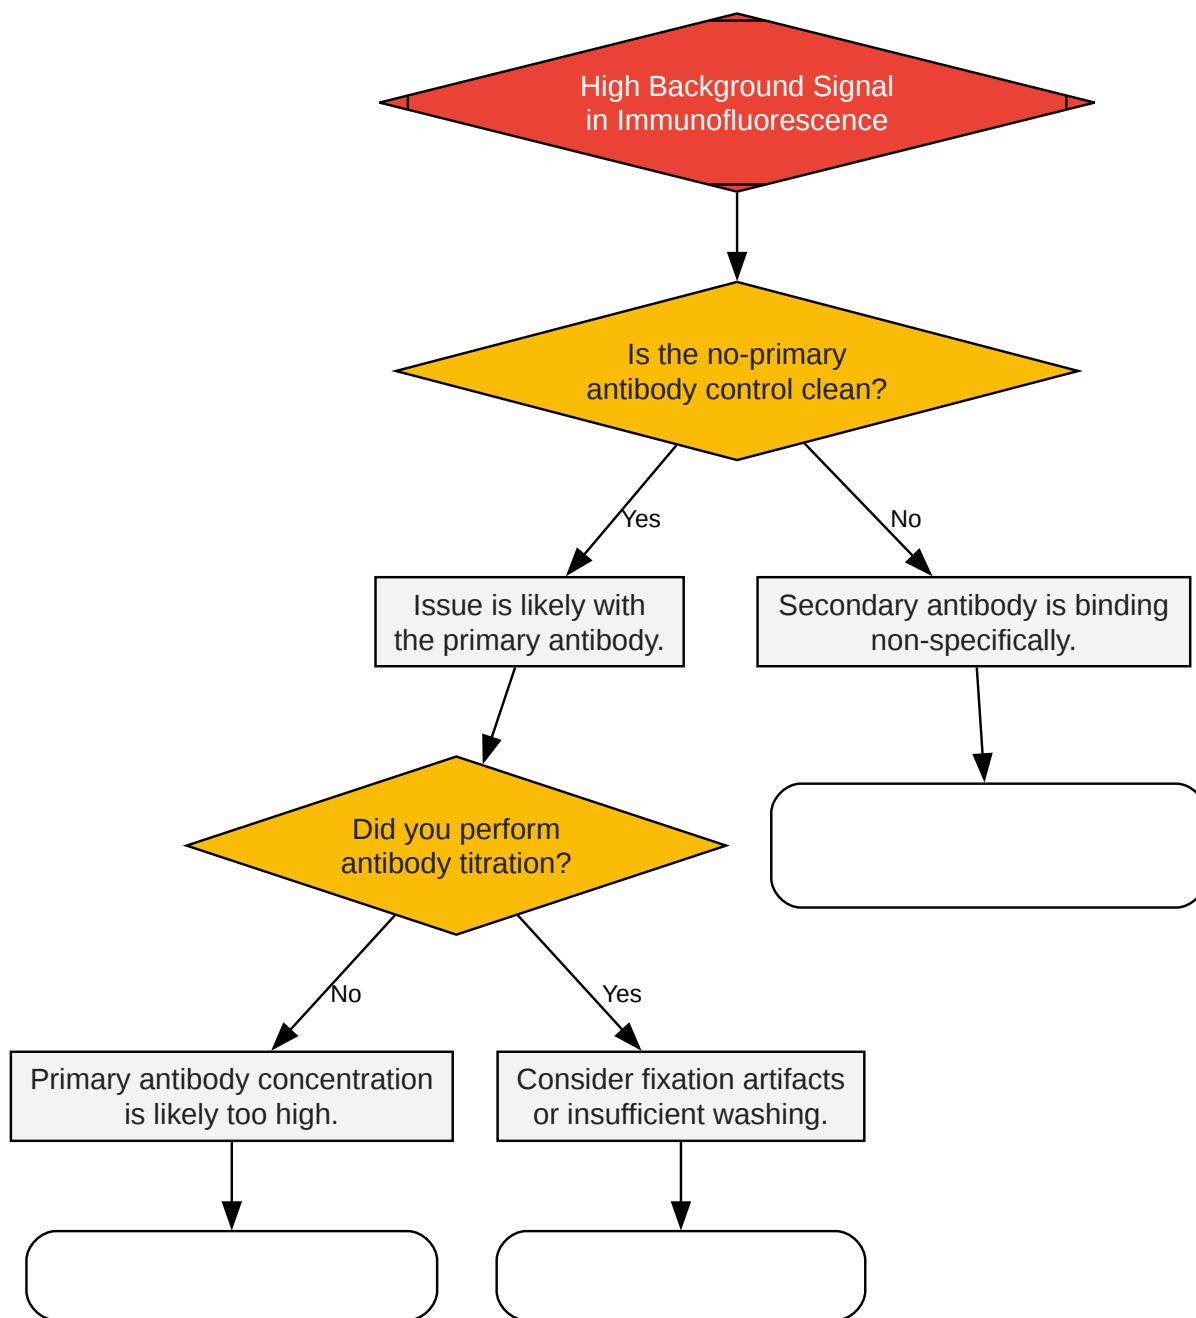 High Background Signal
in Immunofluorescence
Is the no-primary
antibody control clean?
Yes
No
Issue is likely with
the primary antibody.
Secondary antibody is binding
non-specifically.
Did you perform
antibody titration?
No
Yes
Primary antibody concentration
is likely too high.
Consider fixation artifacts
or insufficient washing.